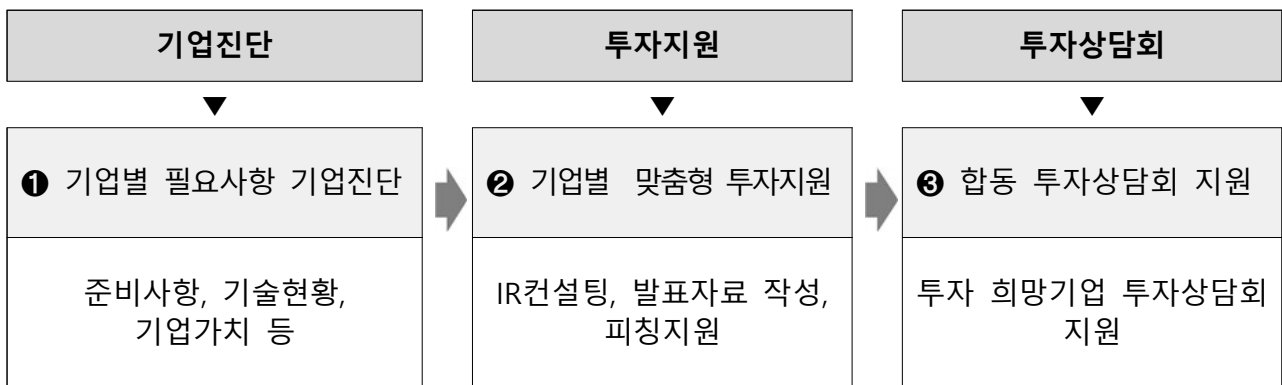 기업진단
▼
❶ 기업별 필요사항 기업진단
준비사항, 기술현황,
기업가치 등
투자지원
▼
❷ 기업별 맞춤형 투자지원
IR컨설팅, 발표자료 작성,
피칭지원
투자상담회
▼
❸ 합동 투자상담회 지원
투자 희망기업 투자상담회
지원